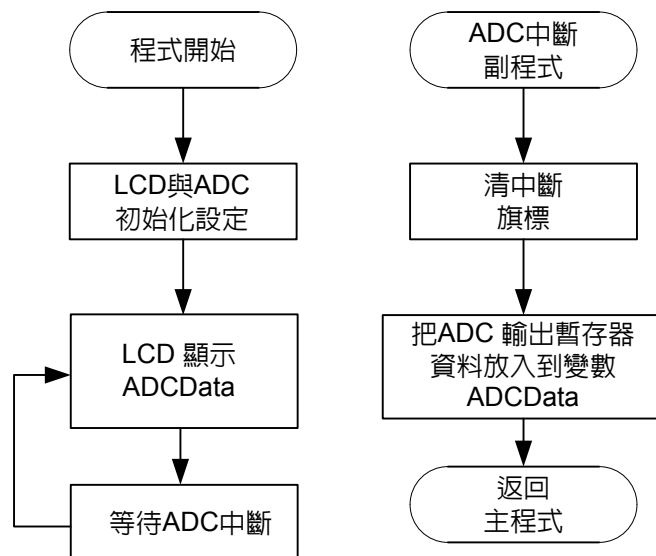 程式開始
LCD與ADC
初始化設定
LCD 顯示
ADCData
等待ADC中斷
ADC中斷
副程式
清中斷
旗標
把ADC 輸出暫存器
資料放入到變數
ADCData
返回
主程式